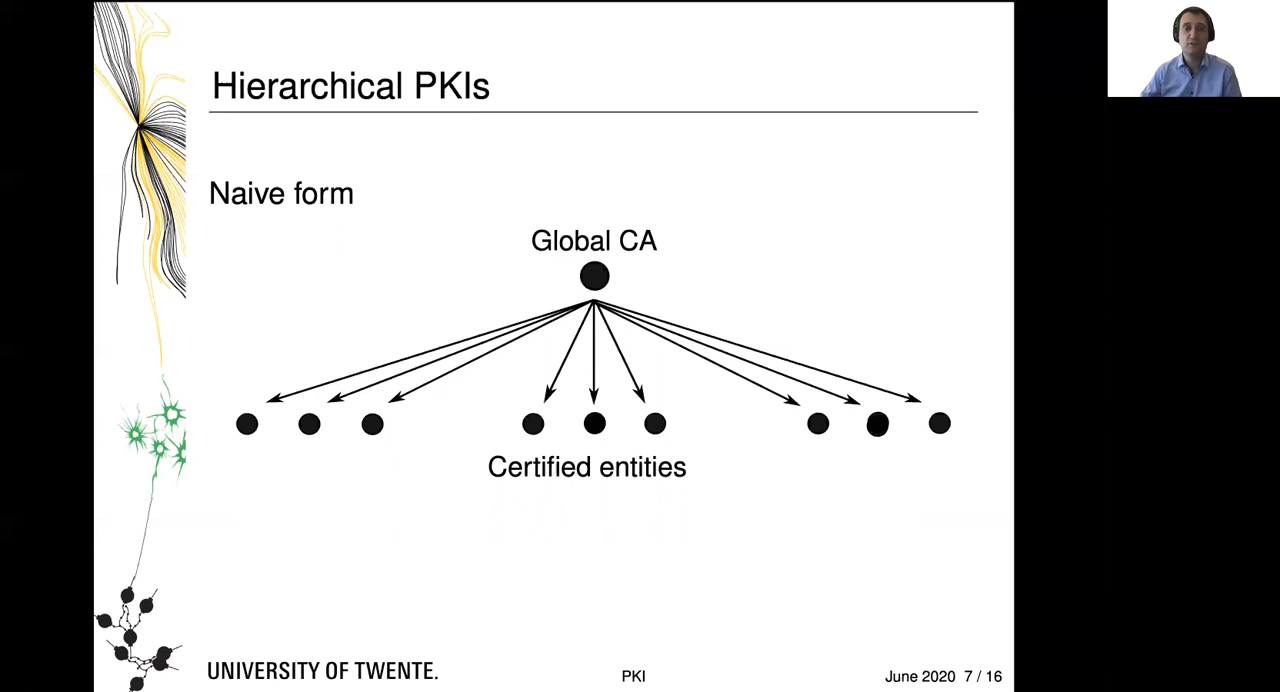 Hierarchical PKIs
Naive form
Global CA
Certified entities
UNIVERSITY OF TWENTE.
PKI
June 2020 7 / 16